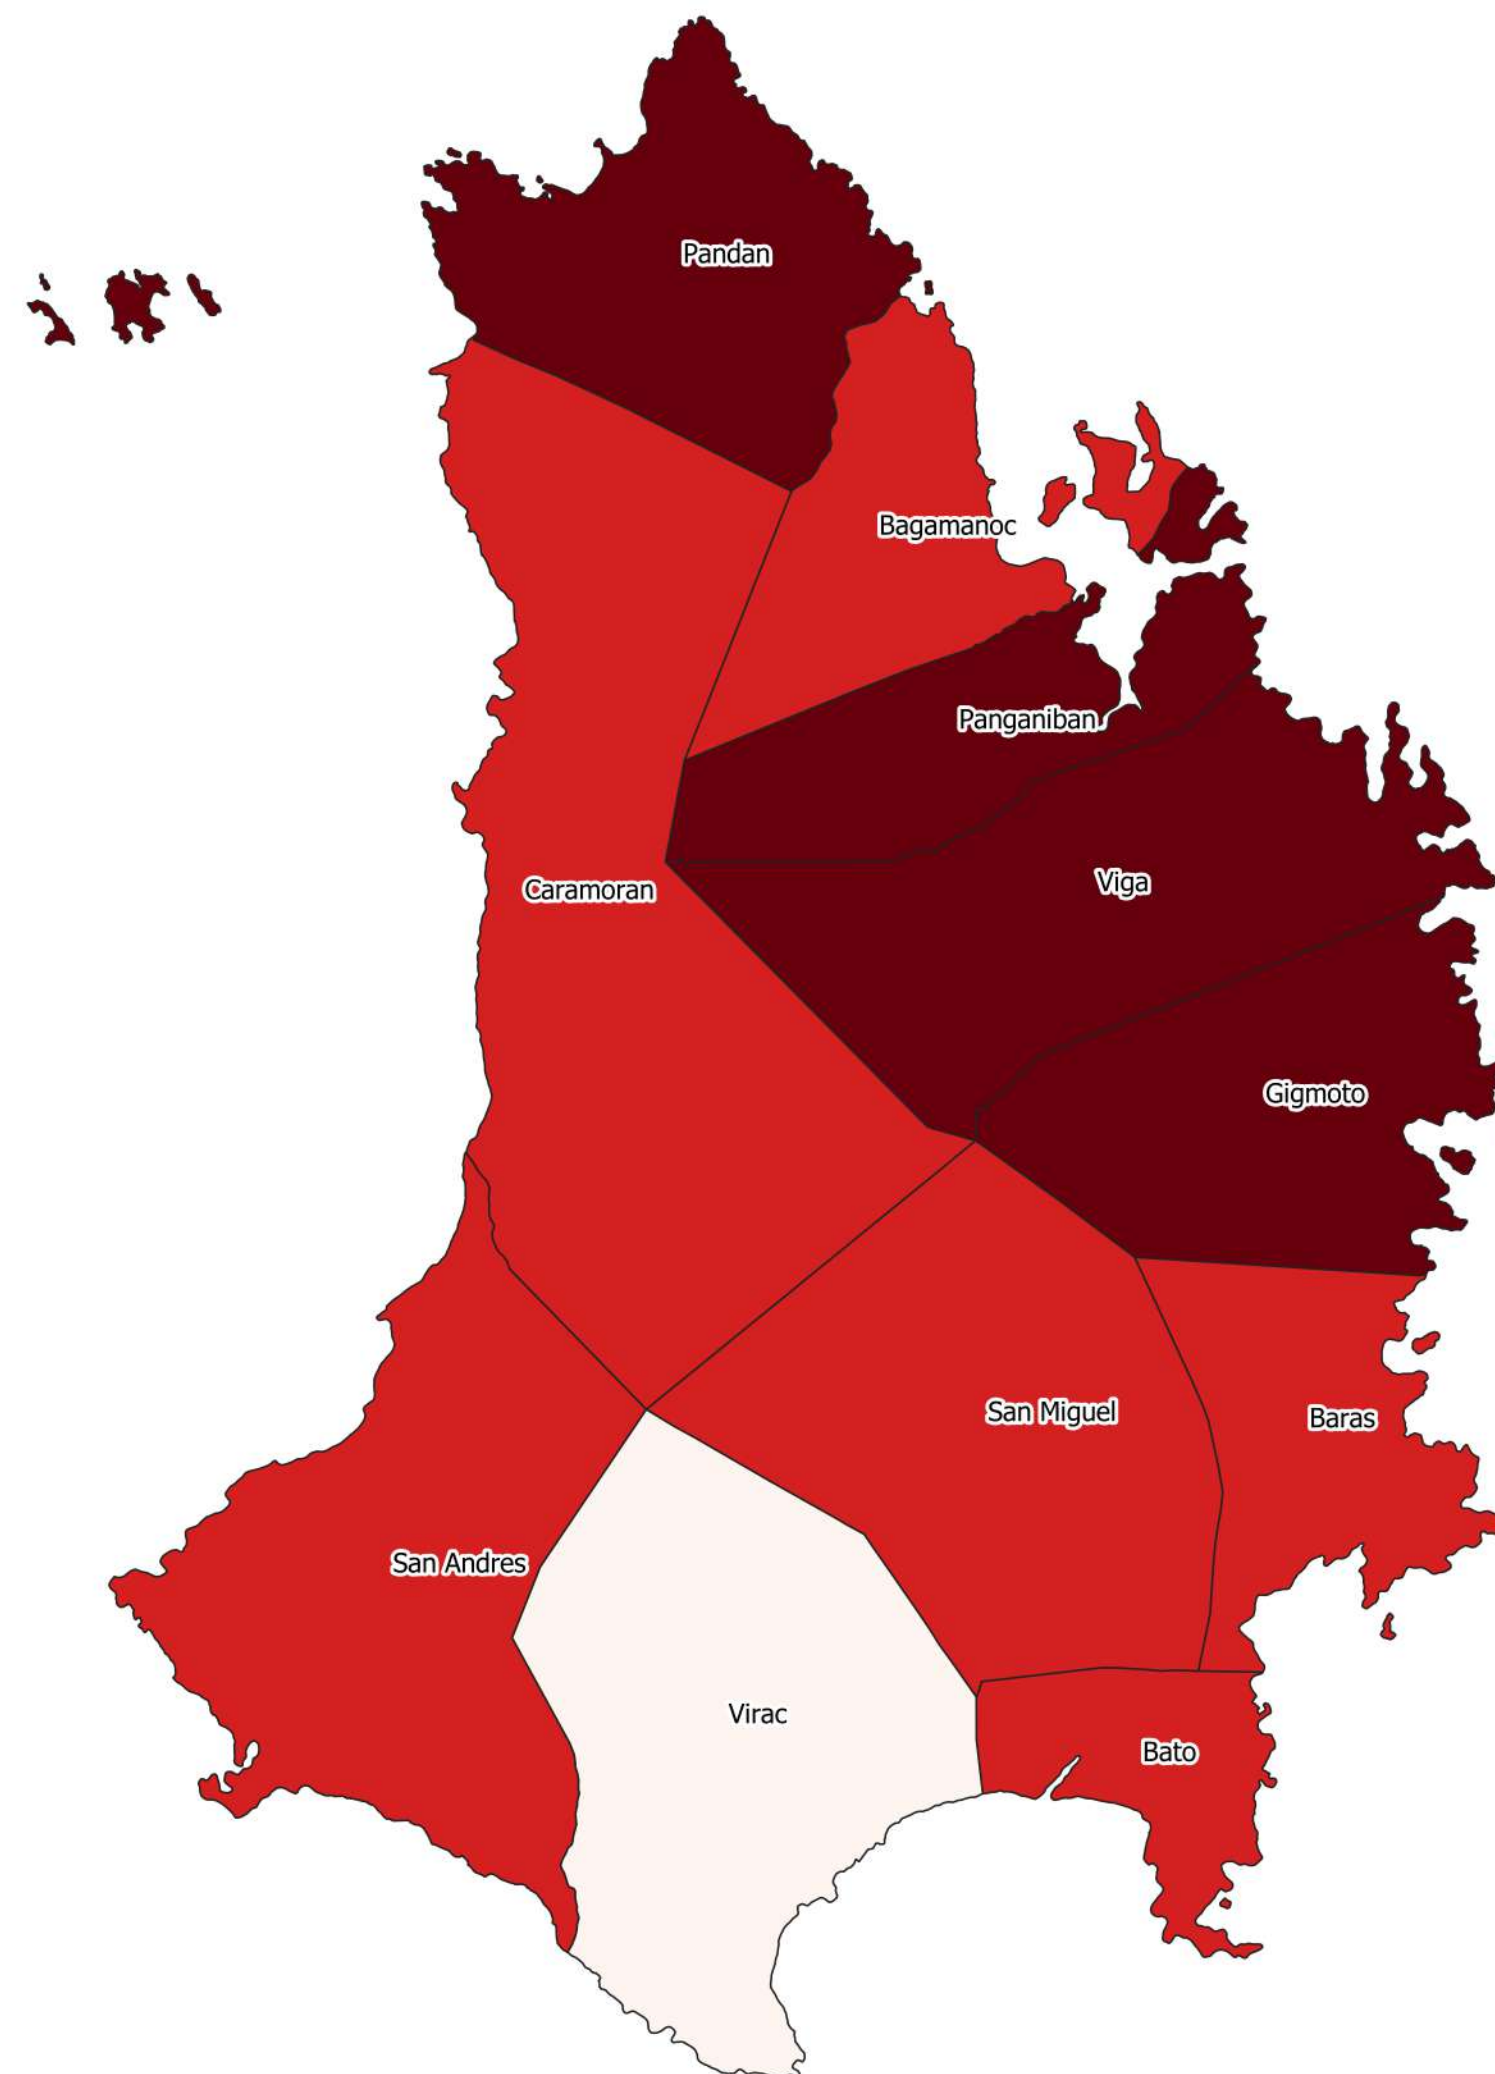 Pandan
Bagamanoc
Panganiban
Viga
Caramoran
Gigmoto
San Miguel
Baras
San Andres
Virac
Bato